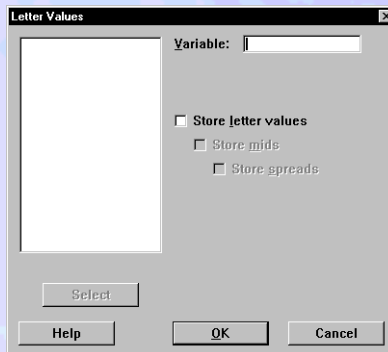 Letter Values
Variable:
Store letter values
Store mids
Store spreads
Select
Help OK Cancel